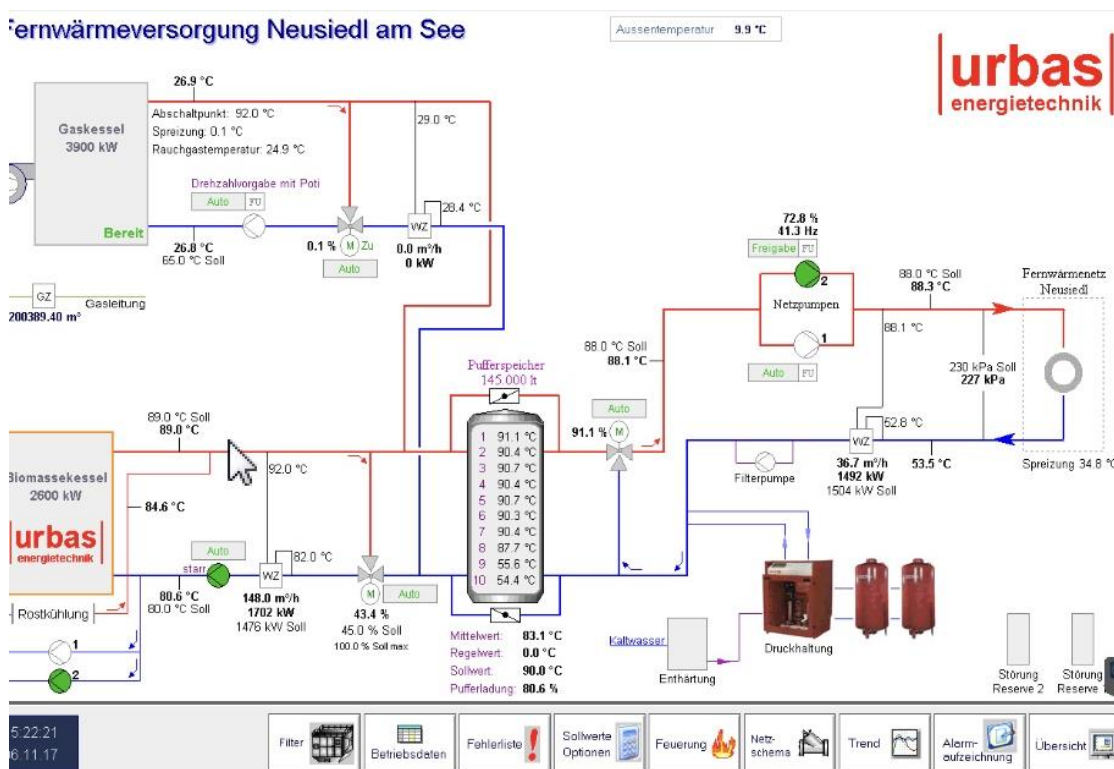 Fernwärmeversorgung Neusiedl am See
Aussentemperatur 9.9 °C
urbas
energietechnik
26.9 °C
Gaskessel
3900 kW
Abschaltpunkt: 92.0 °C
Spreizung: 0.1 °C
Rauchgastemperatur: 24.9 °C
29.0 °C
Drehzahlvorgabe mit Poti
Auto FU
Bereit
28.4 °C
WZ
26.8 °C
65.0 °C Soll
0.1 % M Zu
Auto
0.0 m³/h
0 kW
GZ
Gasleitung
200389.40 m³
72.8 %
41.3 Hz
Freigabe FU
2
Netzpumpen
1
Auto FU
88.0 °C Soll
88.3 °C
Fernwärmenetz
Neusiedl
88.1 °C
88.0 °C Soll
88.1 °C
230 kPa Soll
227 kPa
Pufferspeicher
145.000 lt
Auto
91.1 % M
52.8 °C
WZ
53.5 °C
36.7 m³/h
1492 kW
1504 kW Soll
Filterpumpe
Spreizung 34.8 °C
89.0 °C Soll
89.0 °C
Biomassekessel
2600 kW
urbas
energietechnik
84.6 °C
92.0 °C
1 91.1 °C
2 90.4 °C
3 90.7 °C
4 90.4 °C
5 90.7 °C
6 90.3 °C
7 90.4 °C
8 87.7 °C
9 55.6 °C
10 54.4 °C
Auto
starr
82.0 °C
WZ
80.6 °C
80.0 °C Soll
148.0 m³/h
1702 kW
1476 kW Soll
M Auto
43.4 %
45.0 % Soll
100.0 % Soll max
Rostkühlung
1
2
Mittelwert: 83.1 °C
Regelwert: 0.0 °C
Sollwert: 90.0 °C
Pufferladung: 80.6 %
Kaltwasser
Enthärtung
Druckhaltung
Störung
Reserve 2
Störung
Reserve
5:22:21
06.11.17
Filter
Betriebsdaten
Fehlerliste
Sollwerte
Optionen
Feuerung
Netz-
schema
Trend
Alarm-
aufzeichnung
Übersicht